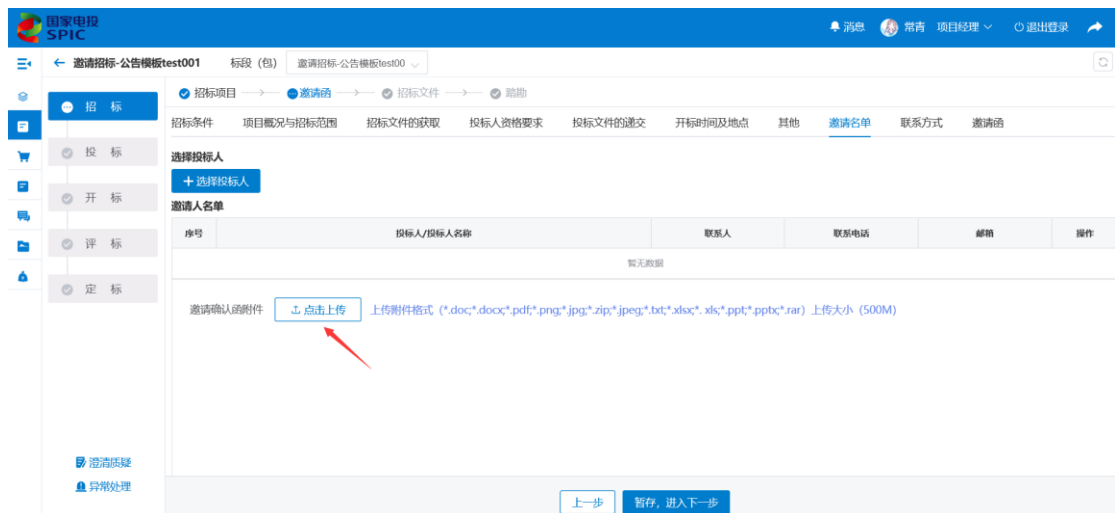 国家电投
SPIC
消息 常青 项目经理 退出登录
邀请招标-公告模板test001 标段（包） 邀请招标-公告模板test00
招标项目 邀请函 招标文件 踏勘
招标条件 项目概况与招标范围 招标文件的获取 投标人资格要求 投标文件的递交 开标时间及地点 其他 邀请名单 联系方式 邀请函
招 标
投 标
开 标
评 标
定 标
澄清质疑
异常处理
选择投标人
选择投标人
邀请人名单
序号 投标人/投标人名称 联系人 联系电话 邮箱 操作
暂无数据
邀请确认函附件 点击上传 上传附件格式（*.doc;*.docx;*.pdf;*.png;*.jpg;*.zip;*.jpeg;*.txt;*.xlsx;*. xls;*.ppt;*.pptx;*.rar）上传大小（500M）
上一步 暂存，进入下一步